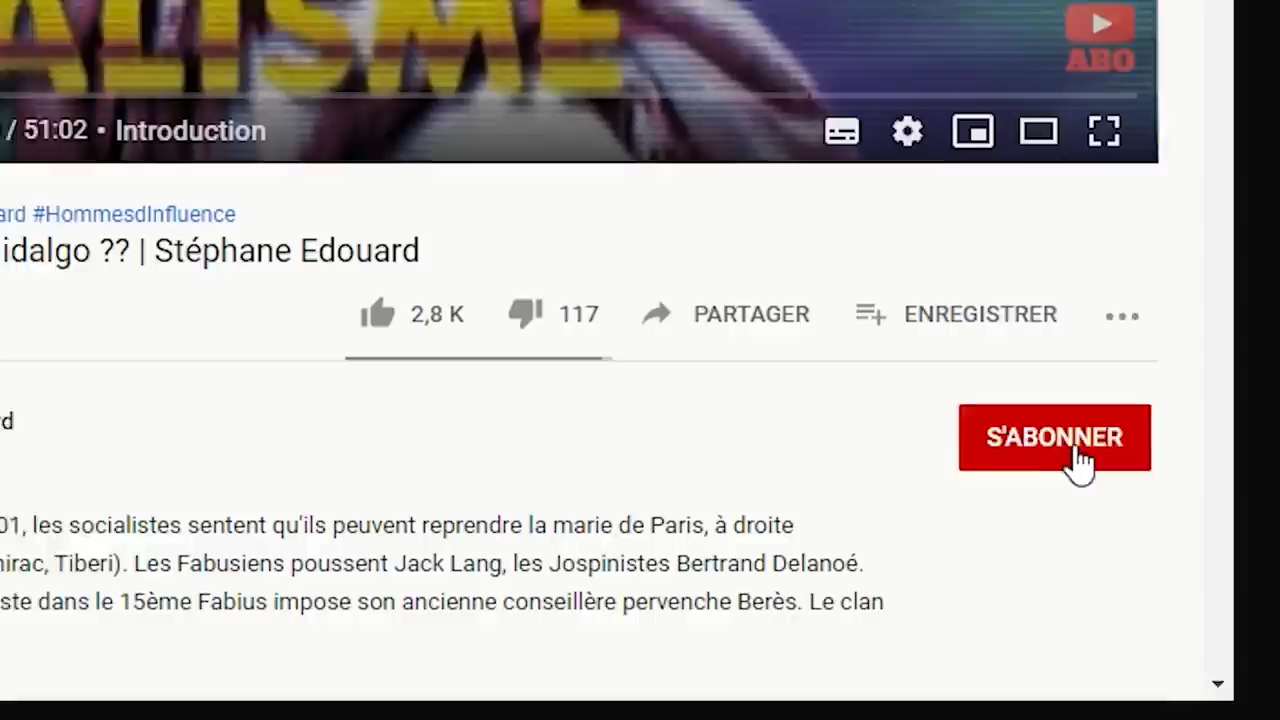 ALISME
ABO
/ 51:02 • Introduction
ard #HommesdInfluence
idalgo ?? | Stéphane Edouard
2,8 K 117 PARTAGER ENREGISTRER
rd
S'ABONNER
01, les socialistes sentent qu'ils peuvent reprendre la marie de Paris, à droite
irac, Tiberi). Les Fabusiens poussent Jack Lang, les Jospinistes Bertrand Delanoé.
ste dans le 15ème Fabius impose son ancienne conseillère pervenche Berès. Le clan